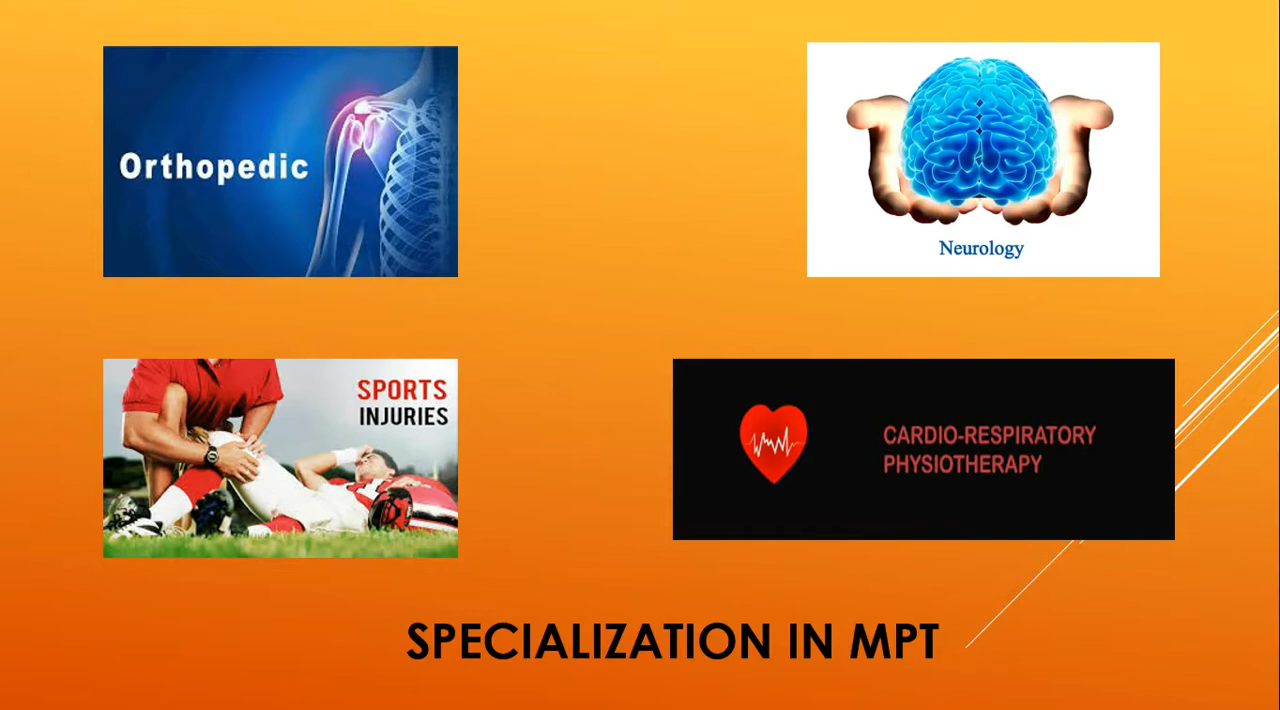 Orthopedic
Neurology
SPORTS
INJURIES
CARDIO-RESPIRATORY
PHYSIOTHERAPY
SPECIALIZATION IN MPT